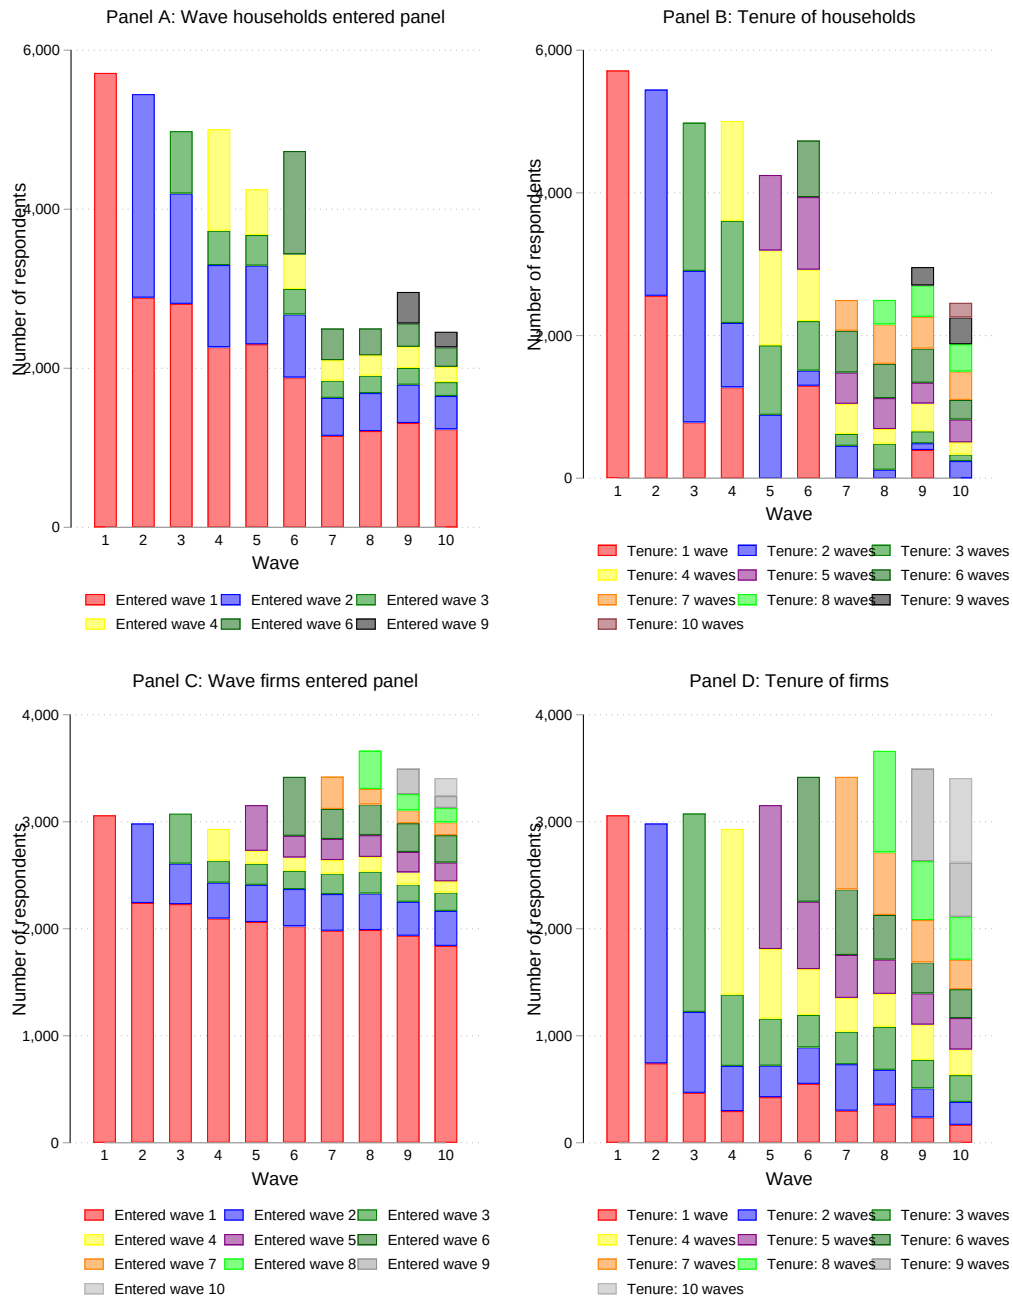 Panel A: Wave households entered panel
Number of respondents
6,000
4,000
2,000
0
1 2 3 4 5 6 7 8 9 10
Wave
Entered wave 1 Entered wave 2 Entered wave 3
Entered wave 4 Entered wave 6 Entered wave 9
Panel B: Tenure of households
Number of respondents
6,000
4,000
2,000
0
1 2 3 4 5 6 7 8 9 10
Wave
Tenure: 1 wave Tenure: 2 waves Tenure: 3 waves
Tenure: 4 waves Tenure: 5 waves Tenure: 6 waves
Tenure: 7 waves Tenure: 8 waves Tenure: 9 waves
Tenure: 10 waves
Panel C: Wave firms entered panel
Number of respondents
4,000
3,000
2,000
1,000
0
1 2 3 4 5 6 7 8 9 10
Wave
Entered wave 1 Entered wave 2 Entered wave 3
Entered wave 4 Entered wave 5 Entered wave 6
Entered wave 7 Entered wave 8 Entered wave 9
Entered wave 10
Panel D: Tenure of firms
Number of respondents
4,000
3,000
2,000
1,000
0
1 2 3 4 5 6 7 8 9 10
Wave
Tenure: 1 wave Tenure: 2 waves Tenure: 3 waves
Tenure: 4 waves Tenure: 5 waves Tenure: 6 waves
Tenure: 7 waves Tenure: 8 waves Tenure: 9 waves
Tenure: 10 waves